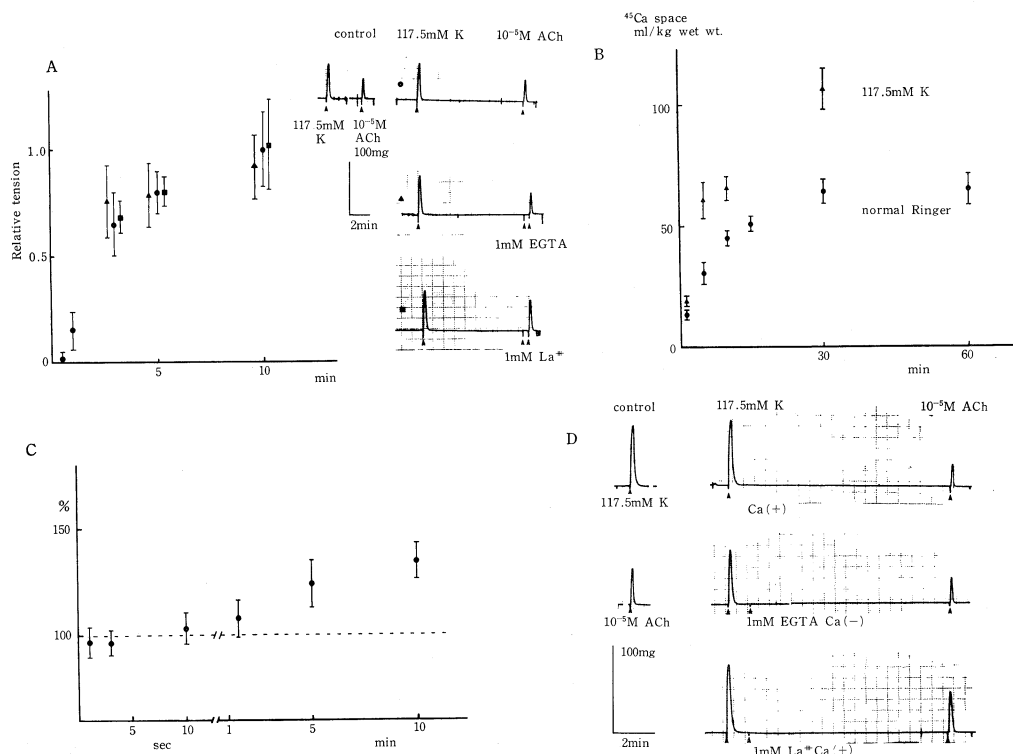 A
control 117.5mM K 10⁻⁵M ACh
117.5mM K 10⁻⁵M ACh
100mg
2min
1mM EGTA
1mM La⧺
Relative tension
1.0
0.5
0
5 10
min
B
⁴⁵Ca space
ml/kg wet wt.
100
50
0
117.5mM K
normal Ringer
30 60
min
C
%
150
100
5 10 1 5 10
sec min
D
control 117.5mM K 10⁻⁵M ACh
117.5mM K
Ca(+)
10⁻⁵M ACh
1mM EGTA Ca(−)
100mg
2min
1mM La⧺Ca(+)